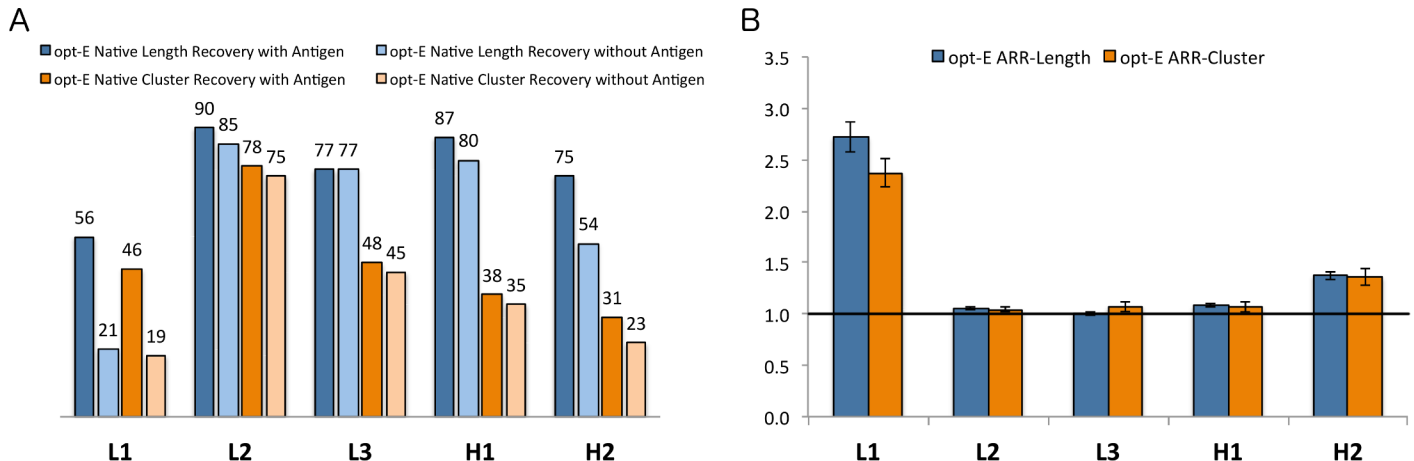 A
opt-E Native Length Recovery with Antigen
opt-E Native Length Recovery without Antigen
opt-E Native Cluster Recovery with Antigen
opt-E Native Cluster Recovery without Antigen
56 21 46 19
90 85 78 75
77 77 48 45
87 80 38 35
75 54 31 23
L1 L2 L3 H1 H2
B
opt-E ARR-Length opt-E ARR-Cluster
3.5
3.0
2.5
2.0
1.5
1.0
0.5
0.0
L1 L2 L3 H1 H2